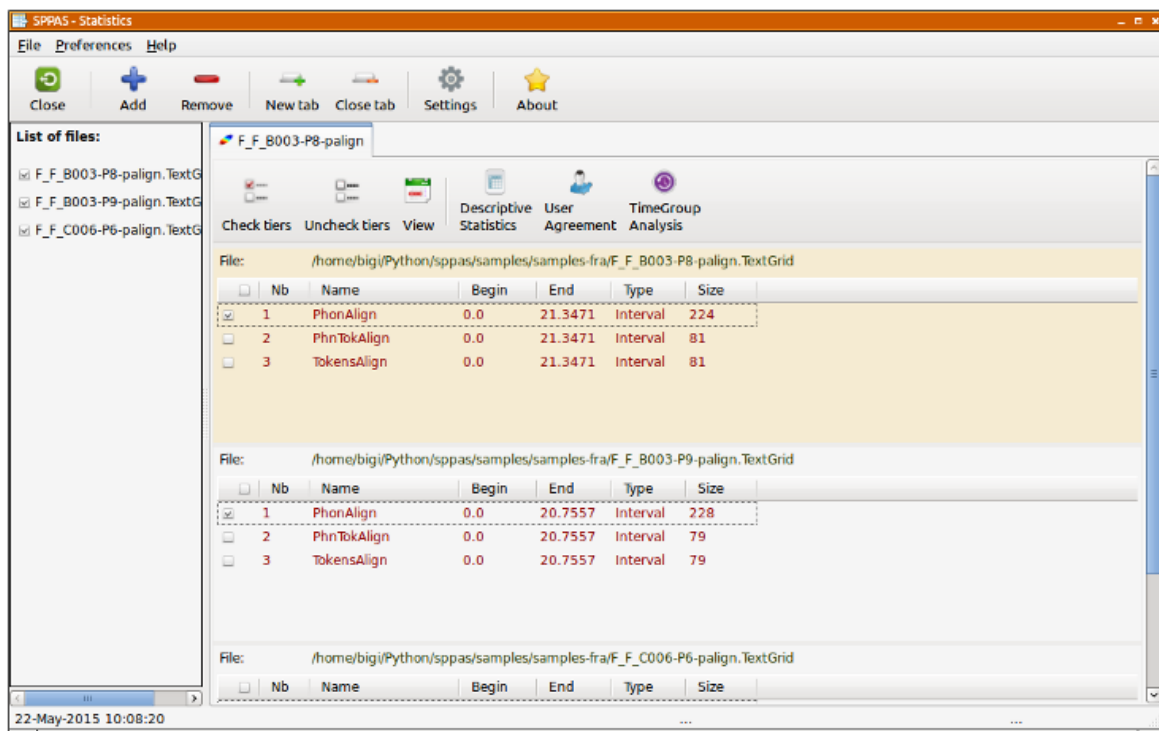 SPPAS - Statistics
File Preferences Help
Close Add Remove New tab Close tab Settings About
List of files:
F_F_B003-P8-palign.TextG
F_F_B003-P9-palign.TextG
F_F_C006-P6-palign.TextG
F_F_B003-P8-palign
Check tiers Uncheck tiers View Descriptive Statistics User Agreement TimeGroup Analysis
File: /home/bigi/Python/sppas/samples/samples-fra/F_F_B003-P8-palign.TextGrid
Nb Name Begin End Type Size
1 PhonAlign 0.0 21.3471 Interval 224
2 PhnTokAlign 0.0 21.3471 Interval 81
3 TokensAlign 0.0 21.3471 Interval 81
File: /home/bigi/Python/sppas/samples/samples-fra/F_F_B003-P9-palign.TextGrid
Nb Name Begin End Type Size
1 PhonAlign 0.0 20.7557 Interval 228
2 PhnTokAlign 0.0 20.7557 Interval 79
3 TokensAlign 0.0 20.7557 Interval 79
File: /home/bigi/Python/sppas/samples/samples-fra/F_F_C006-P6-palign.TextGrid
Nb Name Begin End Type Size
22-May-2015 10:08:20 ... ...